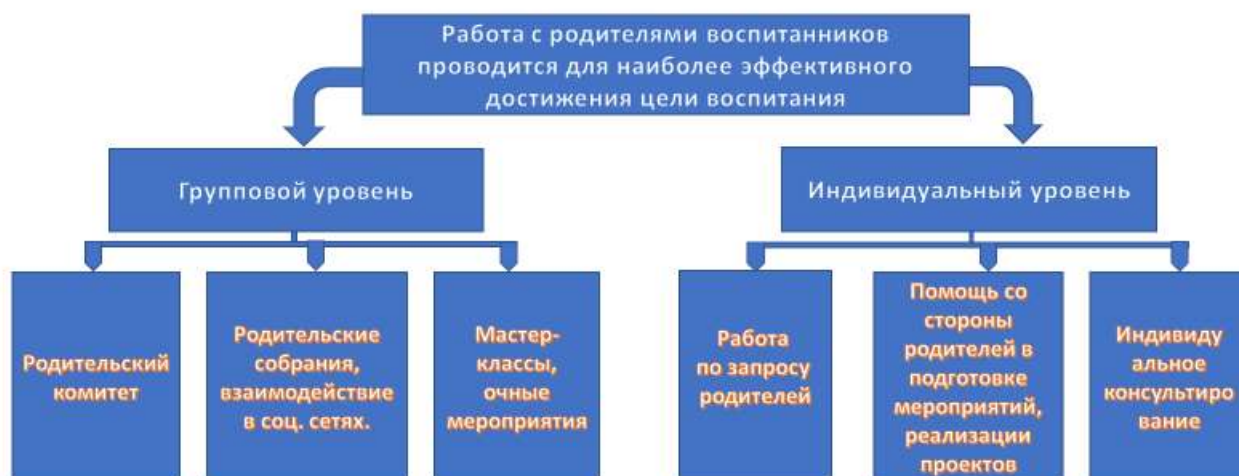 Работа с родителями воспитанников
проводится для наиболее эффективного
достижения цели воспитания
Групповой уровень
Индивидуальный уровень
Родительский
комитет
Родительские
собрания,
взаимодействие
в соц. сетях.
Мастер-
классы,
очные
мероприятия
Работа
по запросу
родителей
Помощь со
стороны
родителей в
подготовке
мероприятий,
реализации
проектов
Индивиду
альное
консультиро
вание